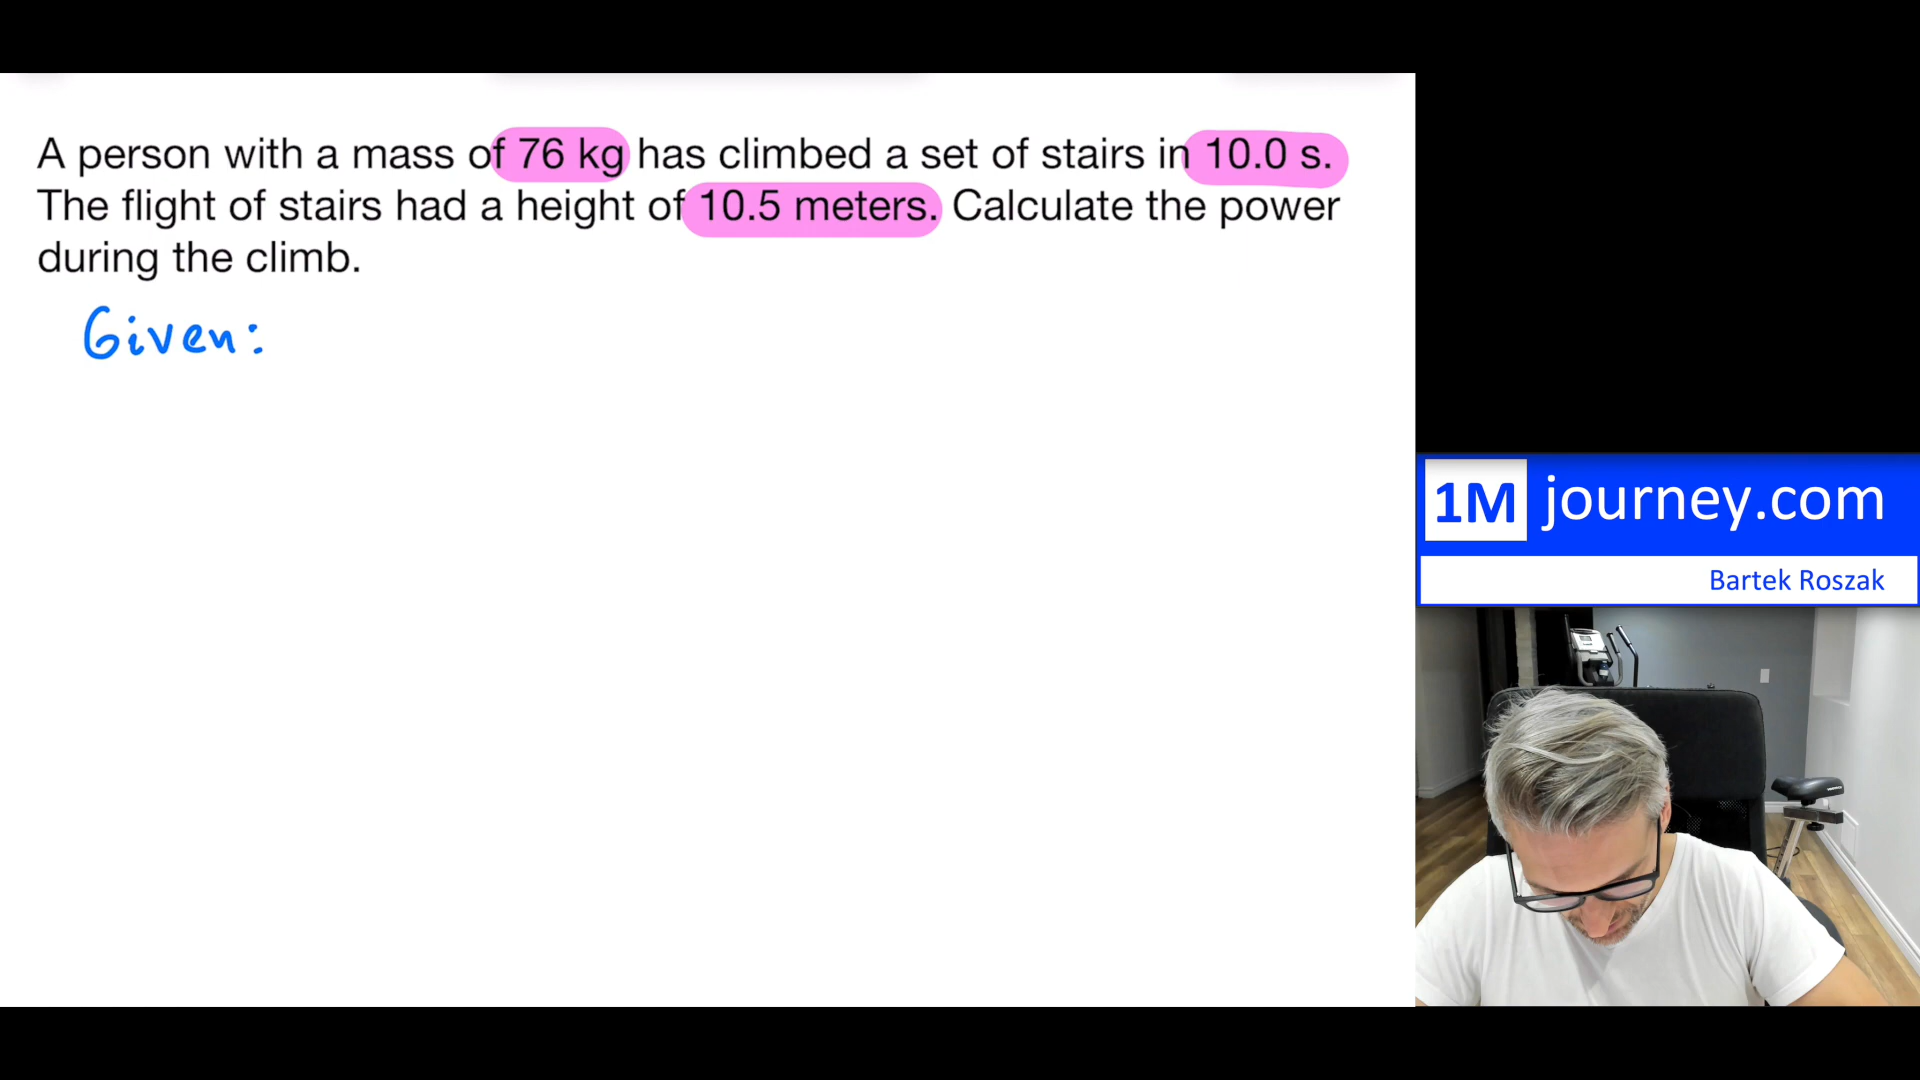 A person with a mass of 76 kg has climbed a set of stairs in 10.0 s.
The flight of stairs had a height of 10.5 meters. Calculate the power
during the climb.
Given:
1M journey.com
Bartek Roszak